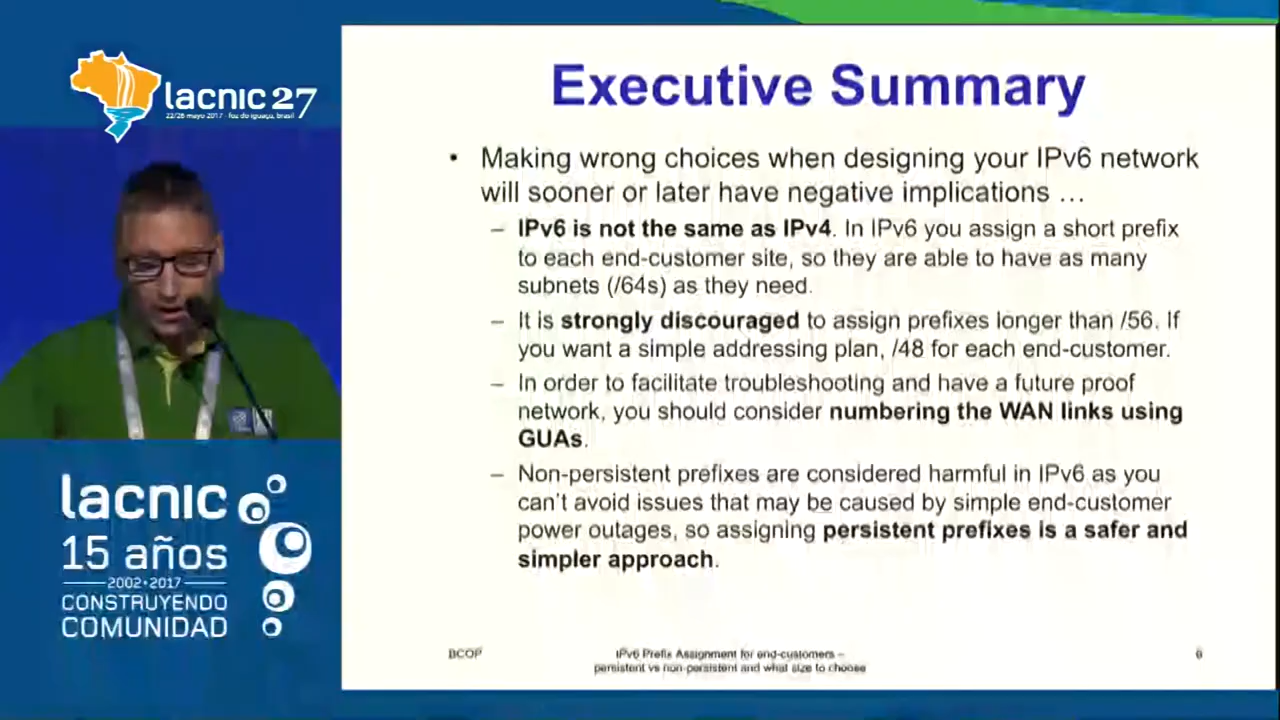 lacnic 27
22/26 mayo 2017 - foz do iguaçu, brasil
lacnic
15 años
2002•2017
CONSTRUYENDO
COMUNIDAD
Executive Summary
• Making wrong choices when designing your IPv6 network
will sooner or later have negative implications …
– IPv6 is not the same as IPv4. In IPv6 you assign a short prefix
to each end-customer site, so they are able to have as many
subnets (/64s) as they need.
– It is strongly discouraged to assign prefixes longer than /56. If
you want a simple addressing plan, /48 for each end-customer.
– In order to facilitate troubleshooting and have a future proof
network, you should consider numbering the WAN links using
GUAs.
– Non-persistent prefixes are considered harmful in IPv6 as you
can't avoid issues that may be caused by simple end-customer
power outages, so assigning persistent prefixes is a safer and
simpler approach.
BCOP
IPv6 Prefix Assignment for end-customers –
persistent vs non-persistent and what size to choose
6